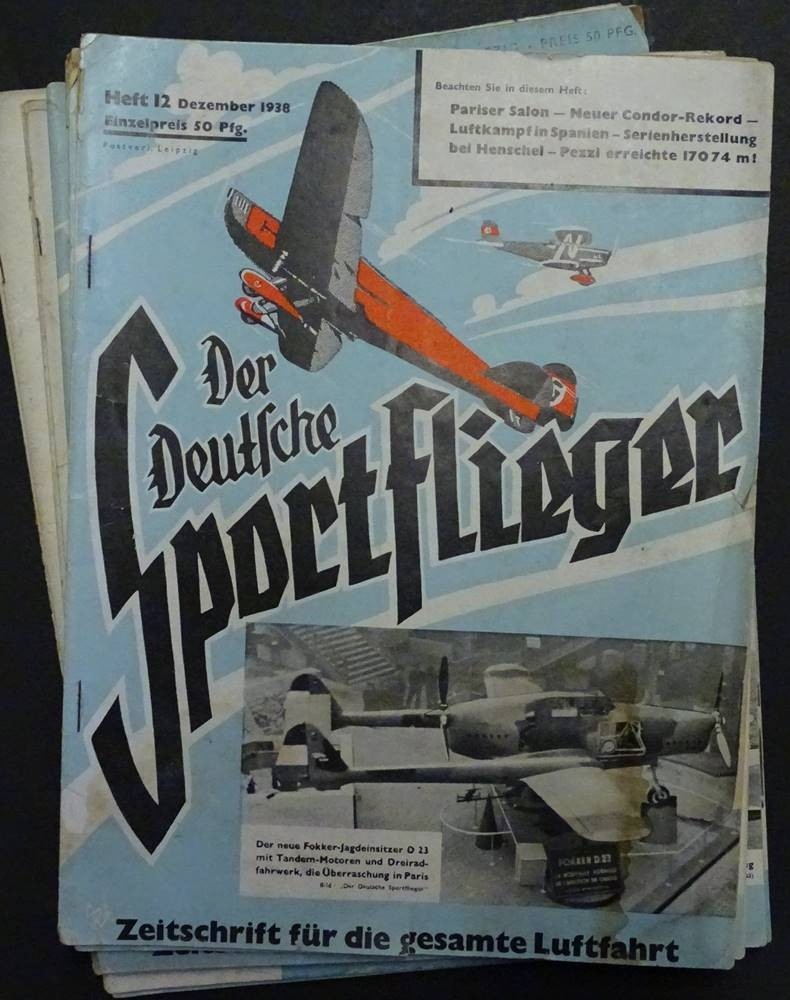 PREIS 50 PFG.
Heft 12 Dezember 1938
Einzelpreis 50 Pfg.
Postverl. Leipzig
Beachten Sie in diesem Heft:
Pariser Salon — Neuer Condor-Rekord —
Luftkampf in Spanien — Serienherstellung
bei Henschel — Pezzi erreichte 17074 m!
Der
Deutsche
Sportflieger
Der neue Fokker-Jagdeinsitzer D 23
mit Tandem-Motoren und Dreirad-
fahrwerk, die Überraschung in Paris
Bild: „Der Deutsche Sportflieger“
FOKKER D.23
Zeitschrift für die gesamte Luftfahrt